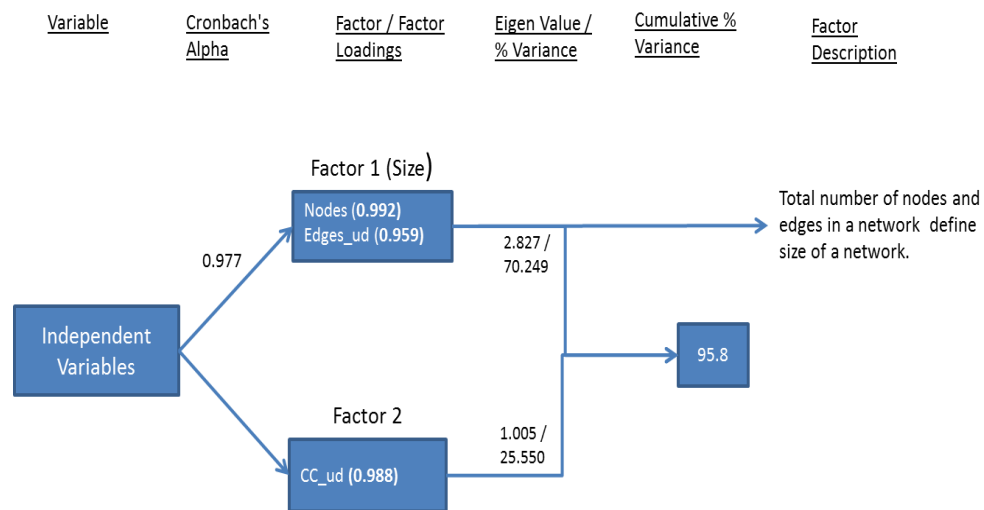 Variable
Cronbach's
Alpha
Factor / Factor
Loadings
Eigen Value /
% Variance
Cumulative %
Variance
Factor
Description
Factor 1 (Size)
Nodes (0.992)
Edges_ud (0.959)
Total number of nodes and
edges in a network define
size of a network.
2.827 /
70.249
0.977
Independent
Variables
95.8
Factor 2
CC_ud (0.988)
1.005 /
25.550